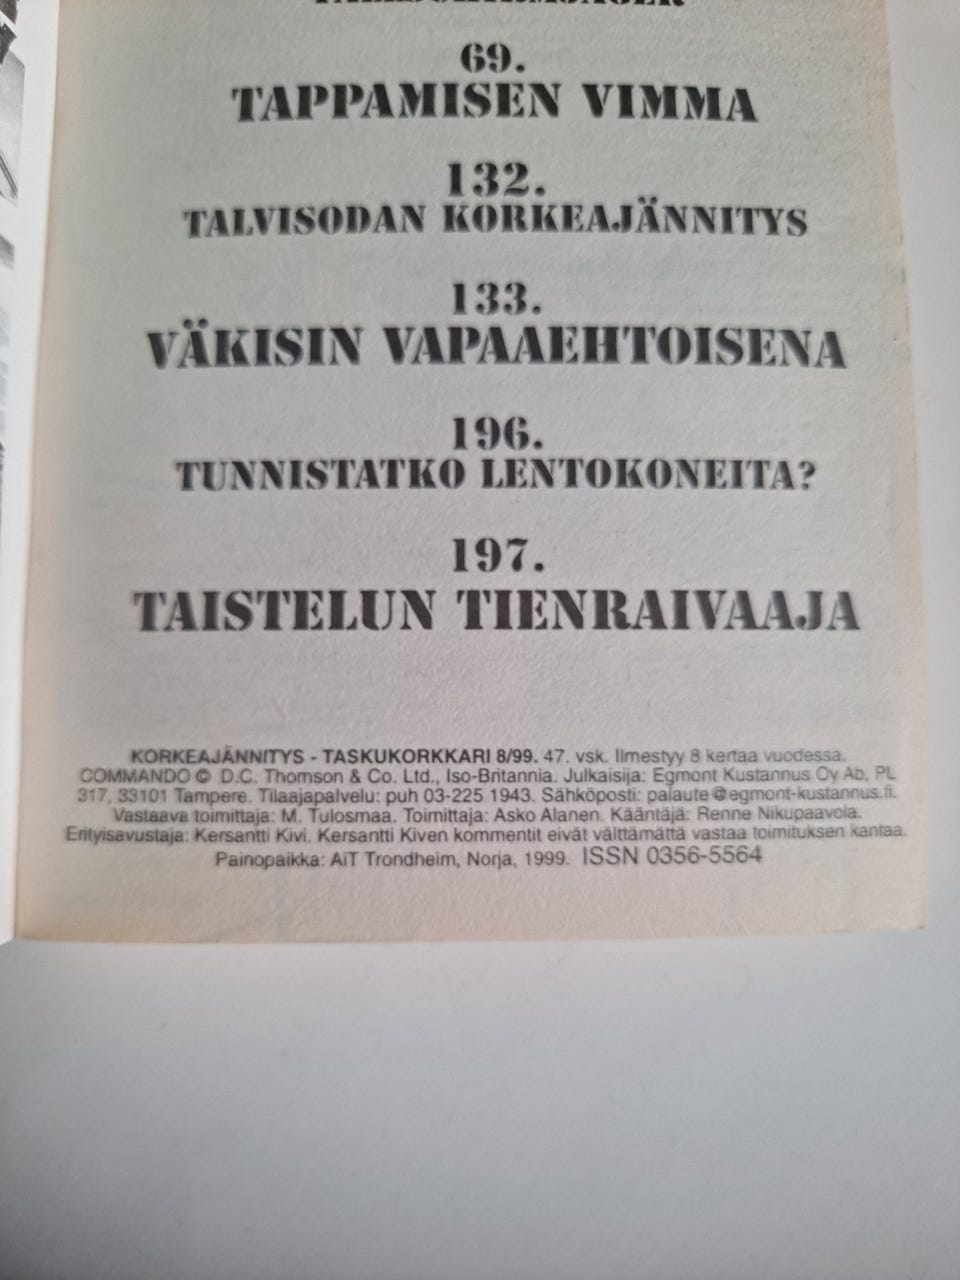 69.
TAPPAMISEN VIMMA
132.
TALVISODAN KORKEAJÄNNITYS
133.
VÄKISIN VAPAAEHTOISENA
196.
TUNNISTATKO LENTOKONEITA?
197.
TAISTELUN TIENRAIVAAJA
KORKEAJÄNNITYS - TASKUKORKKARI 8/99. 47. vsk. Ilmestyy 8 kertaa vuodessa.
COMMANDO © D.C. Thomson & Co. Ltd., Iso-Britannia. Julkaisija: Egmont Kustannus Oy Ab, PL
317, 33101 Tampere. Tilaajapalvelu: puh 03-225 1943. Sähköposti: palaute@egmont-kustannus.fi.
Vastaava toimittaja: M. Tulosmaa. Toimittaja: Asko Alanen. Kääntäjä: Renne Nikupaavola.
Erityisavustaja: Kersantti Kivi. Kersantti Kiven kommentit eivät välttämättä vastaa toimituksen kantaa.
Painopaikka: AiT Trondheim, Norja, 1999. ISSN 0356-5564